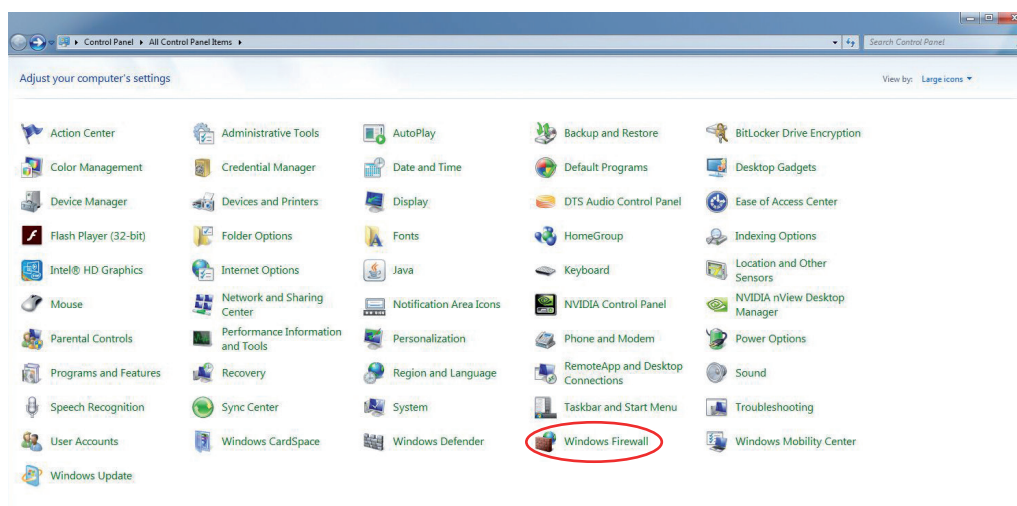 Control Panel All Control Panel Items
Search Control Panel
Adjust your computer's settings
View by: Large icons
Action Center
Administrative Tools
AutoPlay
Backup and Restore
BitLocker Drive Encryption
Color Management
Credential Manager
Date and Time
Default Programs
Desktop Gadgets
Device Manager
Devices and Printers
Display
DTS Audio Control Panel
Ease of Access Center
Flash Player (32-bit)
Folder Options
Fonts
HomeGroup
Indexing Options
Intel® HD Graphics
Internet Options
Java
Keyboard
Location and Other
Sensors
Mouse
Network and Sharing
Center
Notification Area Icons
NVIDIA Control Panel
NVIDIA nView Desktop
Manager
Parental Controls
Performance Information
and Tools
Personalization
Phone and Modem
Power Options
Programs and Features
Recovery
Region and Language
RemoteApp and Desktop
Connections
Sound
Speech Recognition
Sync Center
System
Taskbar and Start Menu
Troubleshooting
User Accounts
Windows CardSpace
Windows Defender
Windows Firewall
Windows Mobility Center
Windows Update